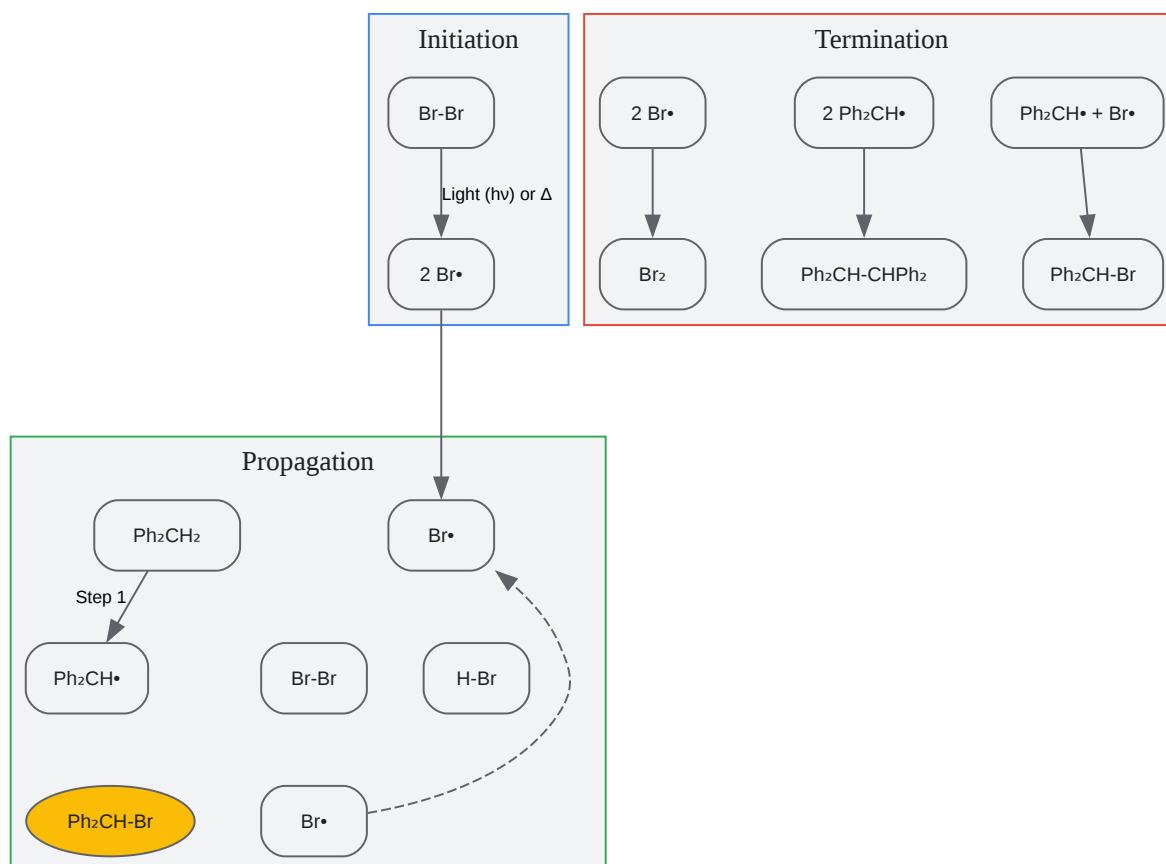 Initiation
Br-Br
Light (hν) or Δ
2 Br•
Termination
2 Br•
2 Ph₂CH•
Ph₂CH• + Br•
Br₂
Ph₂CH-CHPh₂
Ph₂CH-Br
Propagation
Ph₂CH₂
Br•
Step 1
Ph₂CH•
Br-Br
H-Br
Ph₂CH-Br
Br•